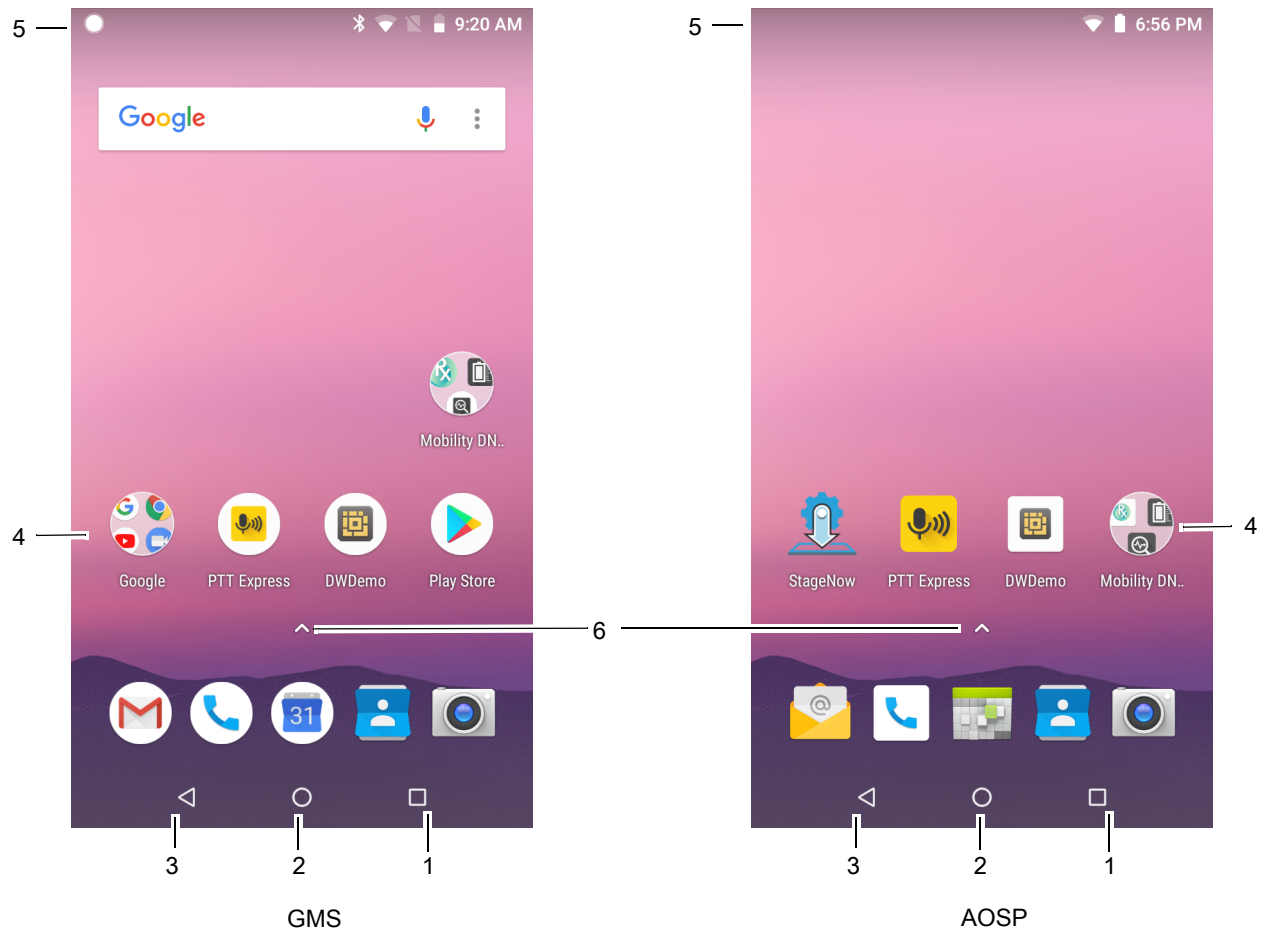 5
9:20 AM
Google
Mobility DN..
4
Google
PTT Express
DWDemo
Play Store
6
31
3
2
1
GMS
5
6:56 PM
StageNow
PTT Express
DWDemo
Mobility DN..
4
@
3
2
1
AOSP